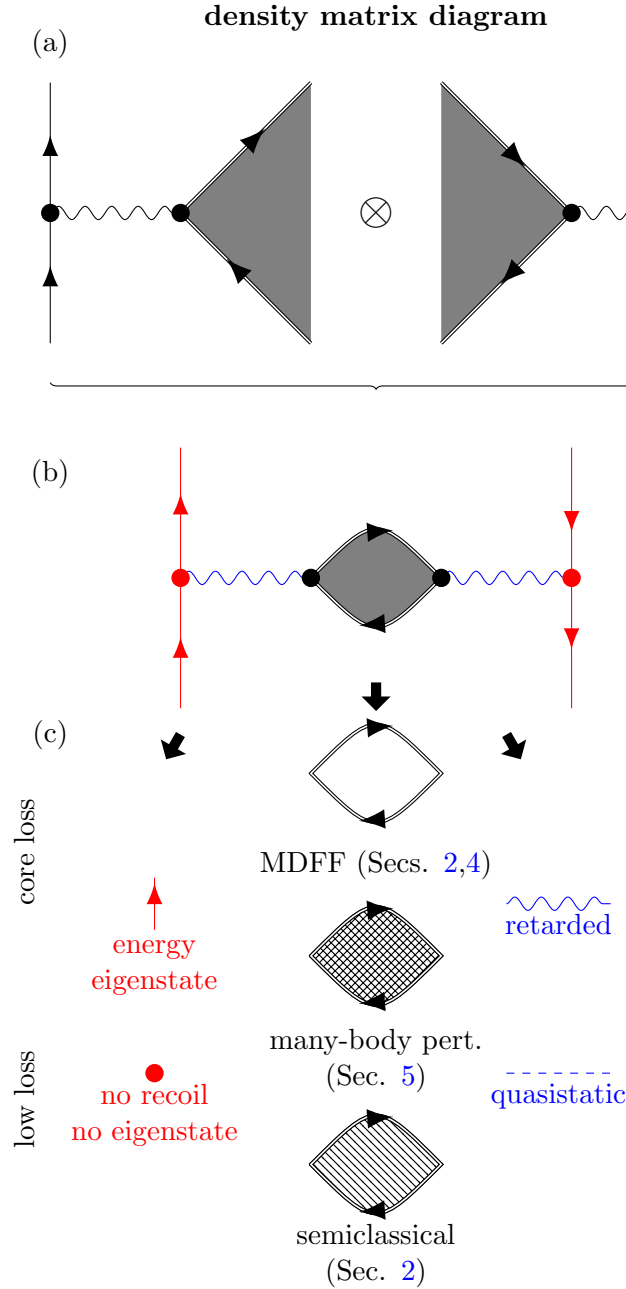 density matrix diagram
(a)
(b)
(c)
core loss
MDFF (Secs. 2,4)
energy
eigenstate
retarded
many-body pert.
(Sec. 5)
low loss
no recoil
no eigenstate
quasistatic
semiclassical
(Sec. 2)